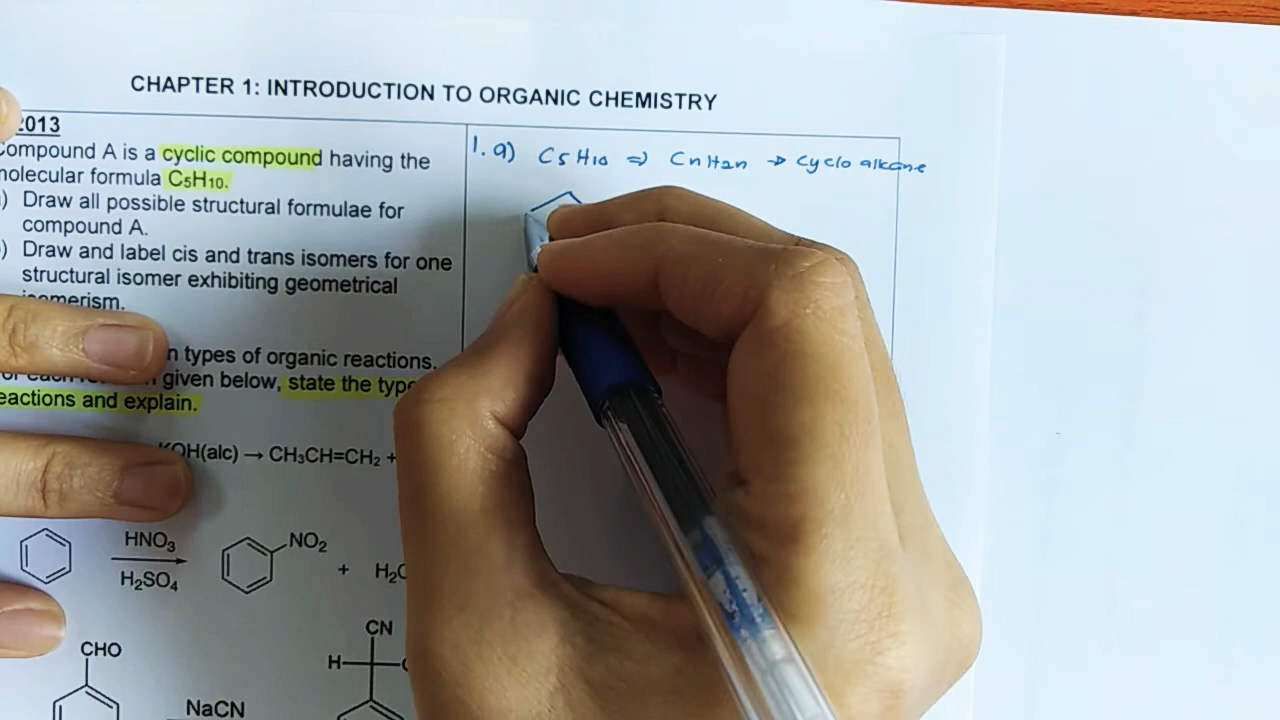 CHAPTER 1: INTRODUCTION TO ORGANIC CHEMISTRY
2013
Compound A is a cyclic compound having the
molecular formula C5H10.
) Draw all possible structural formulae for
compound A.
) Draw and label cis and trans isomers for one
structural isomer exhibiting geometrical
isomerism.
n types of organic reactions.
given below, state the type
reactions and explain.
KOH(alc) → CH3CH=CH2 +
HNO3
H2SO4
NO2
+ H2O
CHO
NaCN
CN
H
1. a) C5H10 ⇒ CnH2n → cyclo alkane